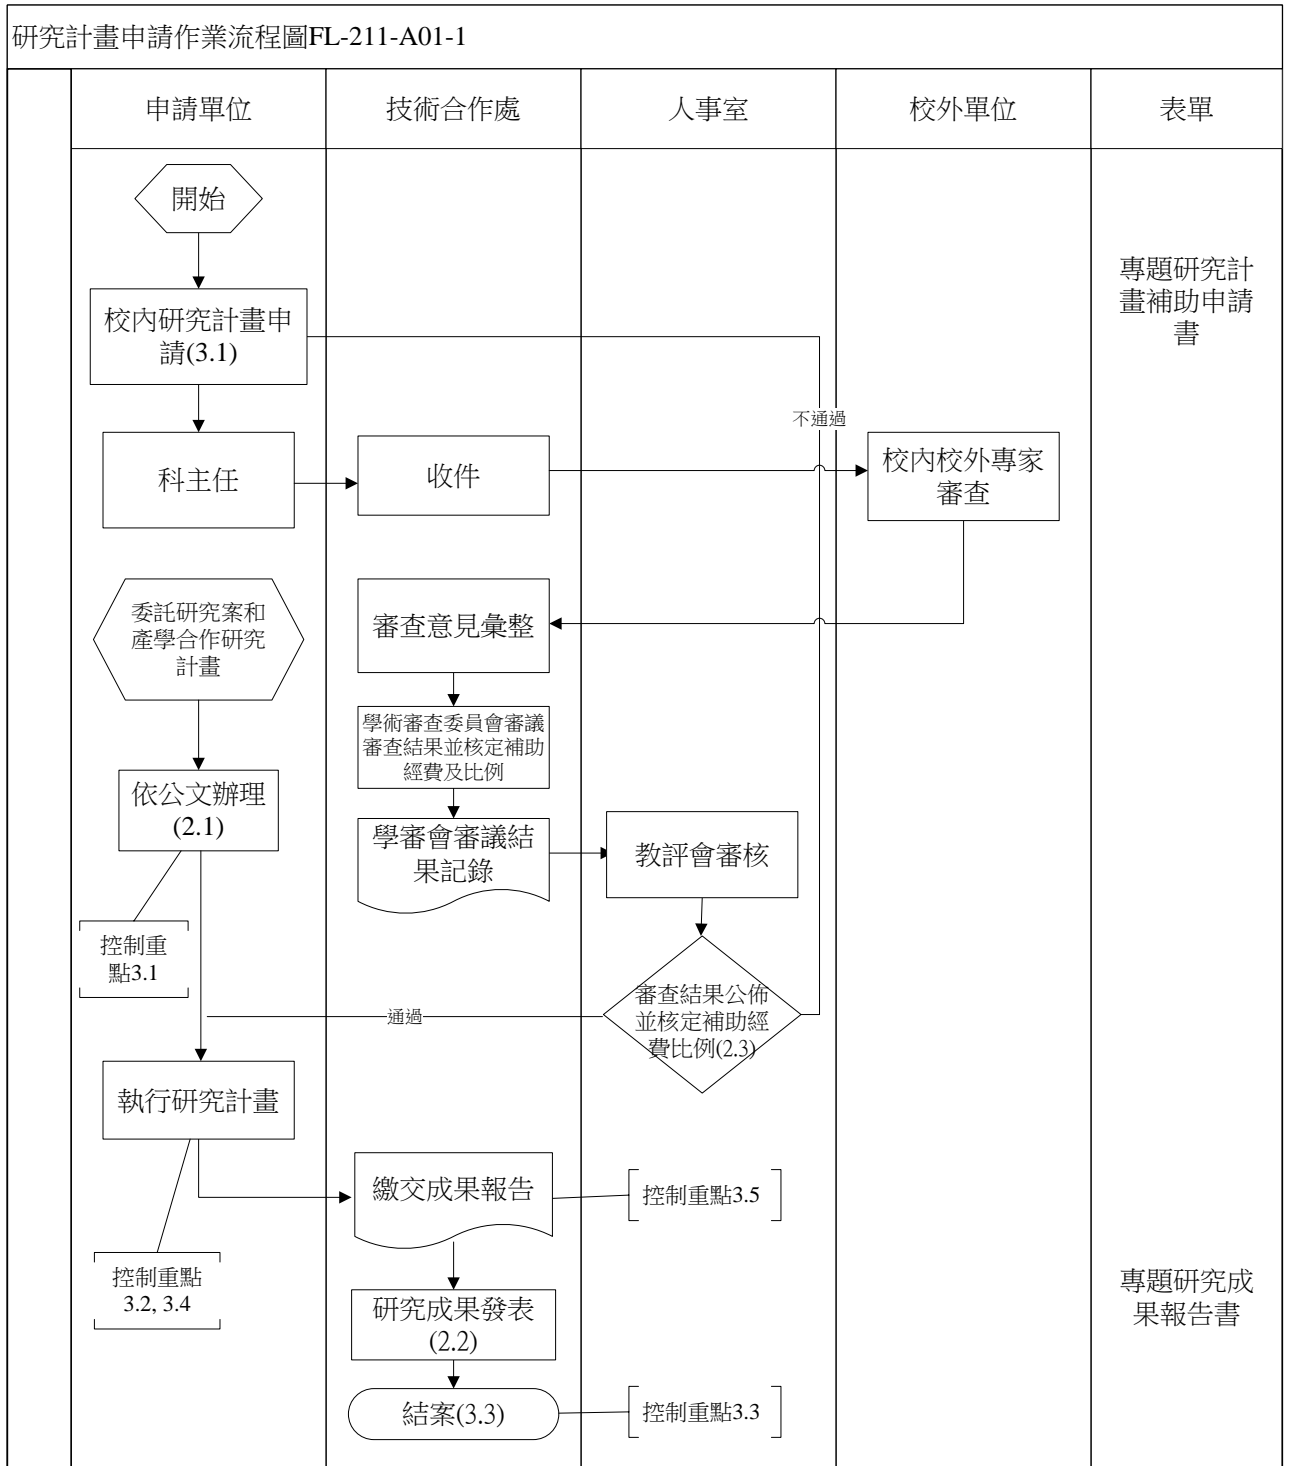 研究計畫申請作業流程圖FL-211-A01-1
申請單位
技術合作處
人事室
校外單位
表單
開始
專題研究計
畫補助申請
書
校內研究計畫申
請(3.1)
不通過
科主任
收件
校內校外專家
審查
委託研究案和
產學合作研究
計畫
審查意見彙整
學術審查委員會審議
審查結果並核定補助
經費及比例
依公文辦理
(2.1)
學審會審議結
果記錄
教評會審核
控制重
點3.1
審查結果公佈
並核定補助經
費比例(2.3)
通過
執行研究計畫
繳交成果報告
控制重點3.5
控制重點
3.2, 3.4
研究成果發表
(2.2)
專題研究成
果報告書
結案(3.3)
控制重點3.3